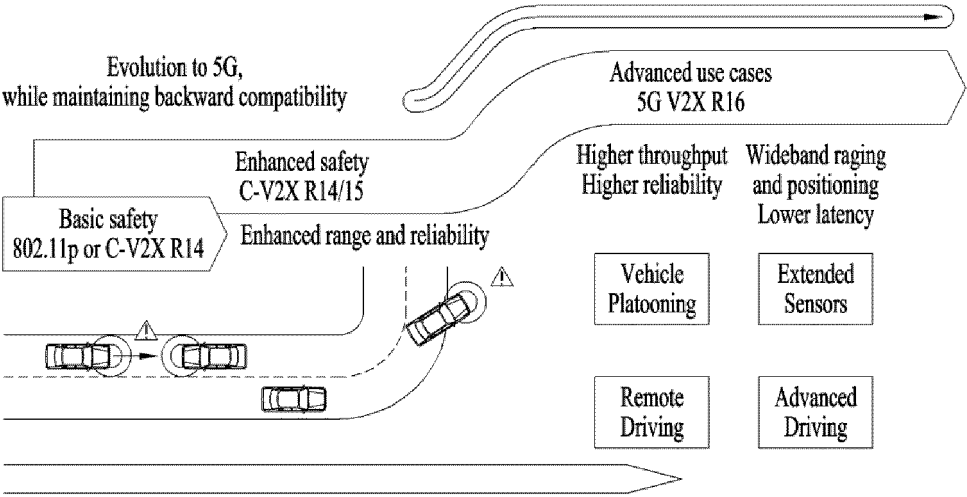 Evolution to 5G,
while maintaining backward compatibility
Advanced use cases
5G V2X R16
Enhanced safety
C-V2X R14/15
Higher throughput
Higher reliability
Wideband raging
and positioning
Lower latency
Basic safety
802.11p or C-V2X R14
Enhanced range and reliability
Vehicle
Platooning
Extended
Sensors
Remote
Driving
Advanced
Driving